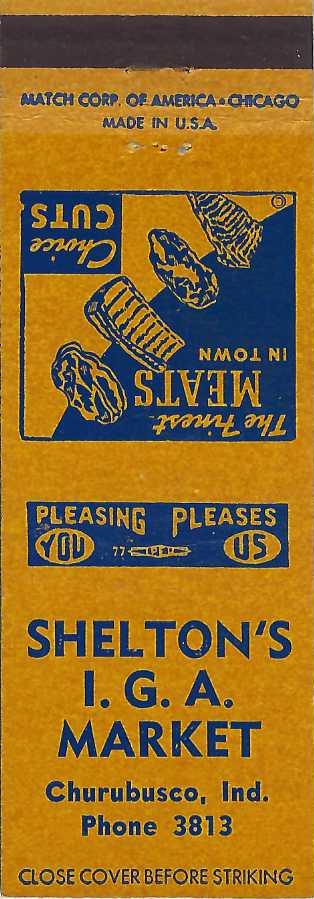 MATCH CORP. OF AMERICA • CHICAGO
MADE IN U.S.A.
The Finest
MEATS
IN TOWN
Choice
CUTS
©
PLEASING PLEASES
YOU 77 US
SHELTON'S
I. G. A.
MARKET
Churubusco, Ind.
Phone 3813
CLOSE COVER BEFORE STRIKING